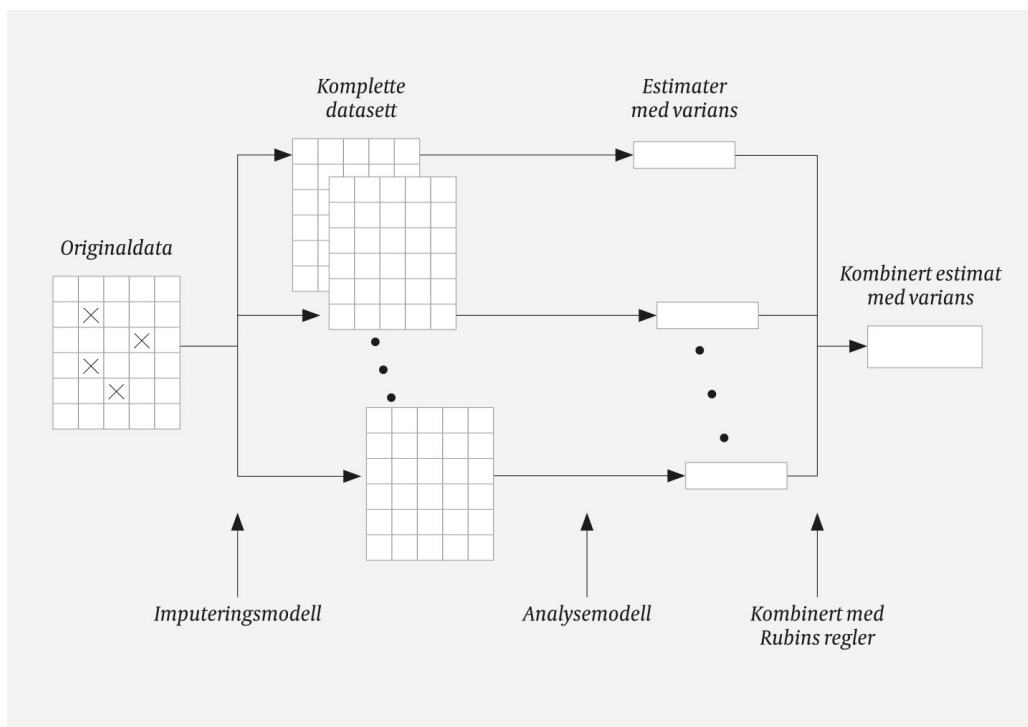 Komplette
datasett
Estimater
med varians
Originaldata
Kombinert estimat
med varians
Imputeringsmodell
Analysemodell
Kombinert med
Rubins regler